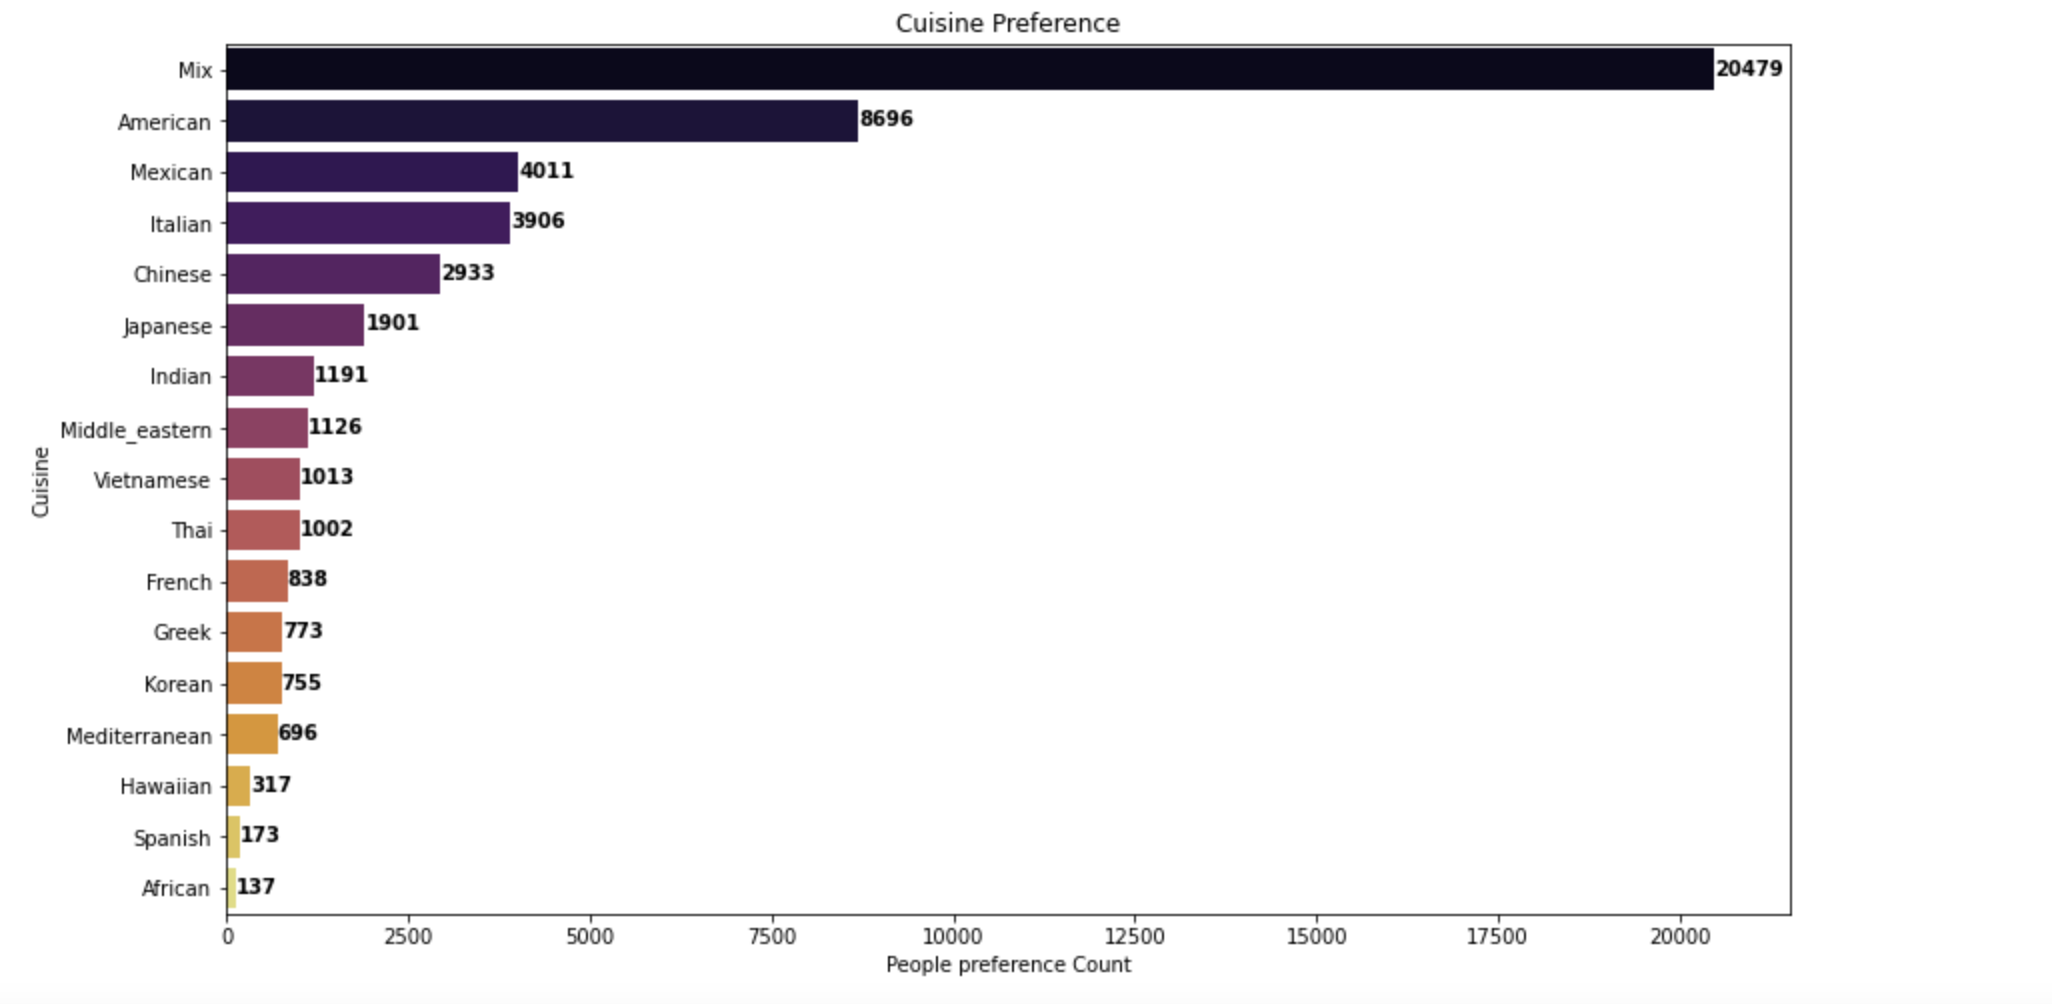 Cuisine Preference
Mix 20479
American 8696
Mexican 4011
Italian 3906
Chinese 2933
Japanese 1901
Indian 1191
Middle_eastern 1126
Vietnamese 1013
Thai 1002
French 838
Greek 773
Korean 755
Mediterranean 696
Hawaiian 317
Spanish 173
African 137
Cuisine
0 2500 5000 7500 10000 12500 15000 17500 20000
People preference Count